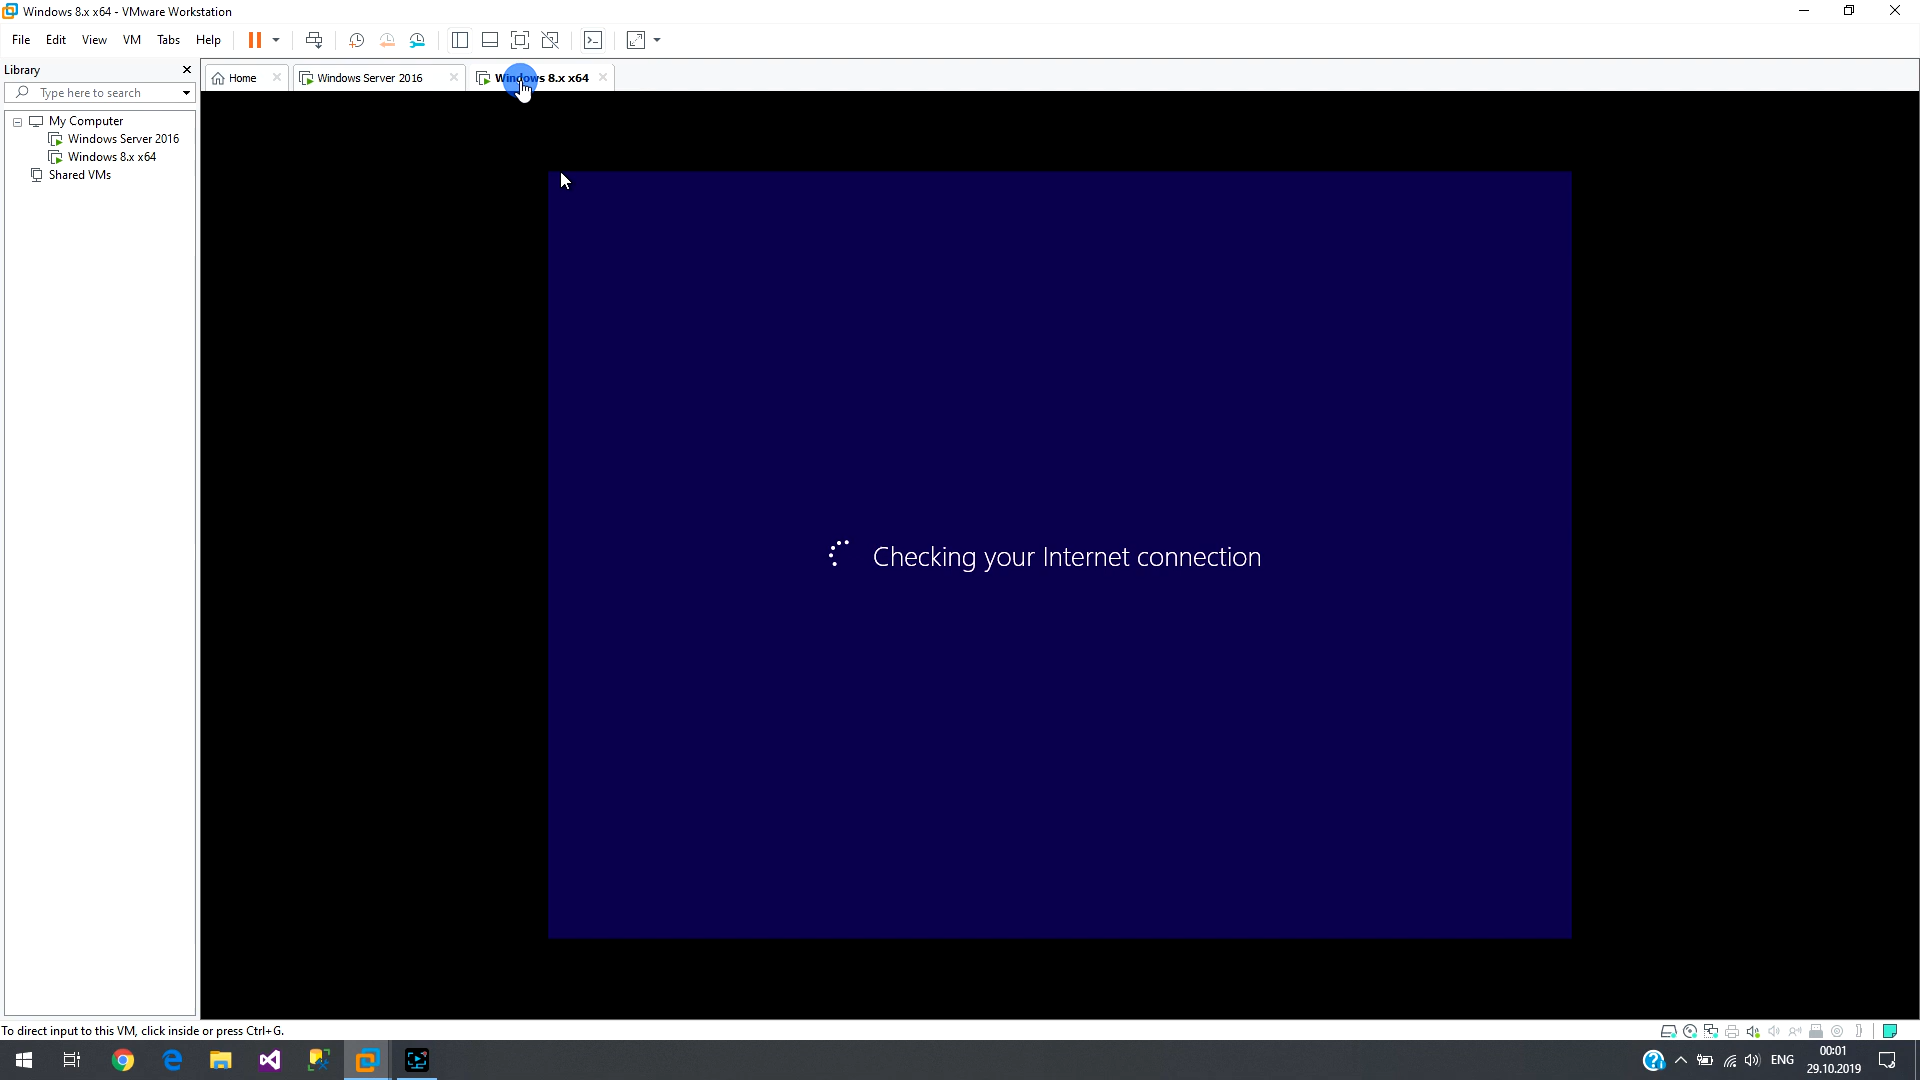 Windows 8.x x64 - VMware Workstation
File Edit View VM Tabs Help
Library
Type here to search
Home
Windows Server 2016
Windows 8.x x64
My Computer
Windows Server 2016
Windows 8.x x64
Shared VMs
Checking your Internet connection
To direct input to this VM, click inside or press Ctrl+G.
ENG
00:01
29.10.2019